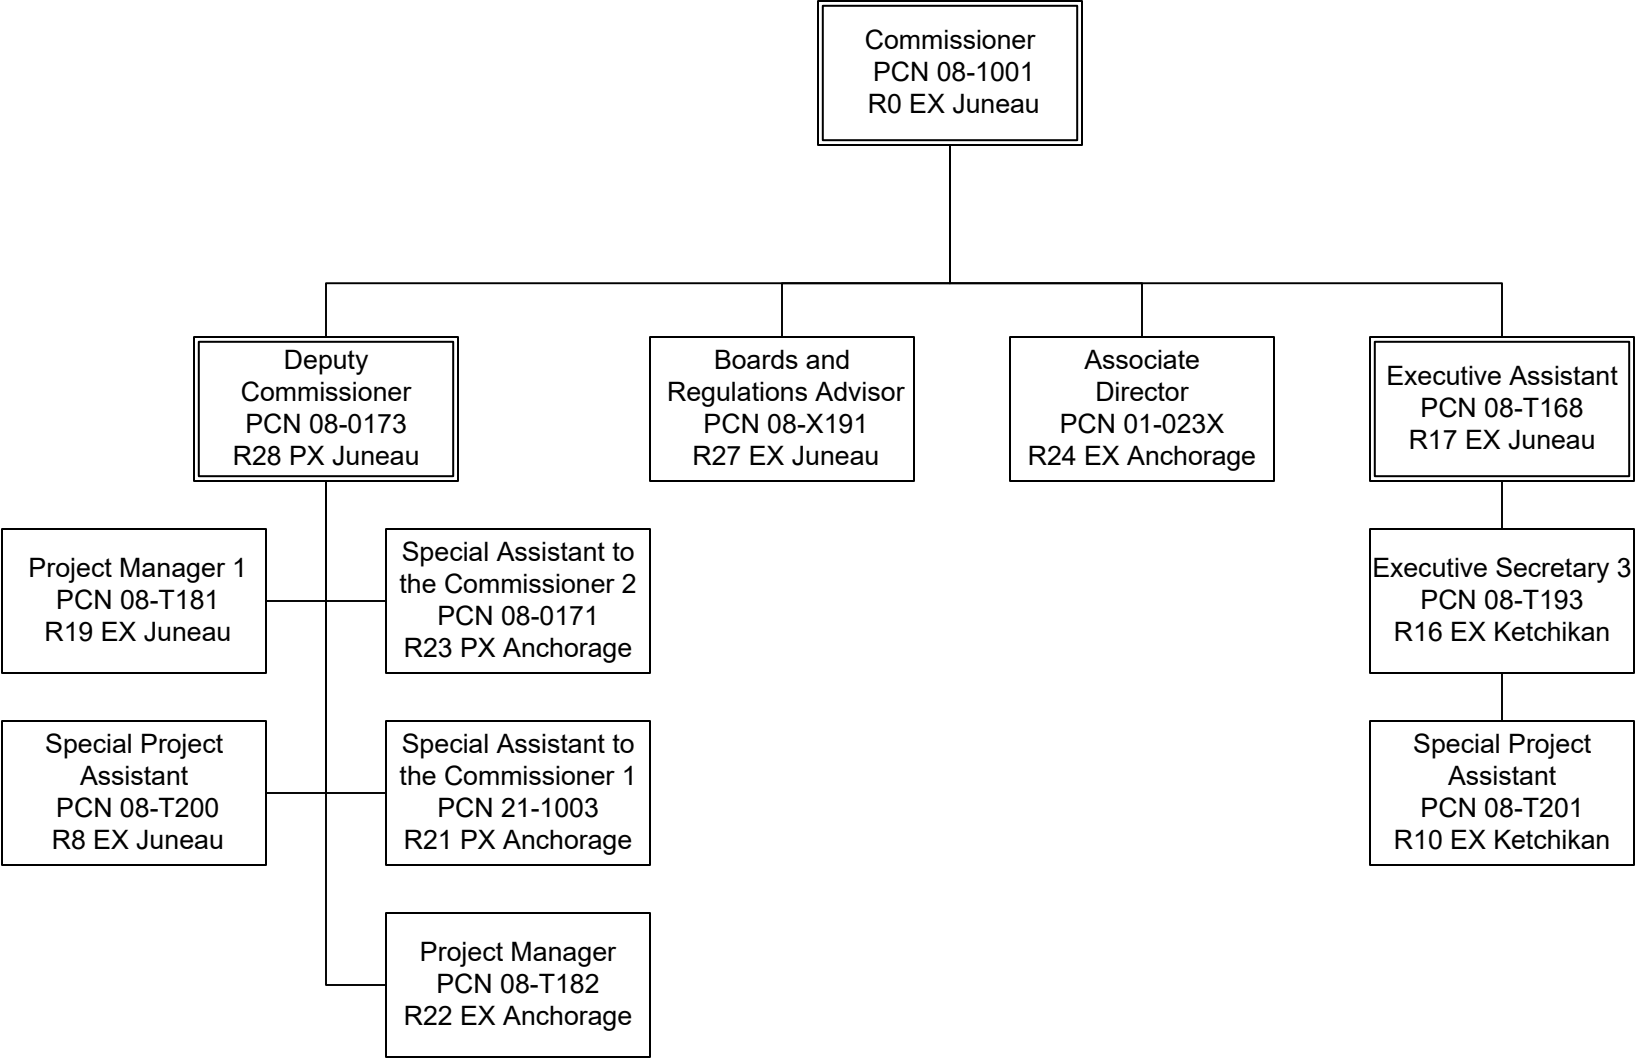 Commissioner
PCN 08-1001
R0 EX Juneau
Deputy
Commissioner
PCN 08-0173
R28 PX Juneau
Boards and
Regulations Advisor
PCN 08-X191
R27 EX Juneau
Associate
Director
PCN 01-023X
R24 EX Anchorage
Executive Assistant
PCN 08-T168
R17 EX Juneau
Project Manager 1
PCN 08-T181
R19 EX Juneau
Special Assistant to
the Commissioner 2
PCN 08-0171
R23 PX Anchorage
Executive Secretary 3
PCN 08-T193
R16 EX Ketchikan
Special Project
Assistant
PCN 08-T200
R8 EX Juneau
Special Assistant to
the Commissioner 1
PCN 21-1003
R21 PX Anchorage
Special Project
Assistant
PCN 08-T201
R10 EX Ketchikan
Project Manager
PCN 08-T182
R22 EX Anchorage